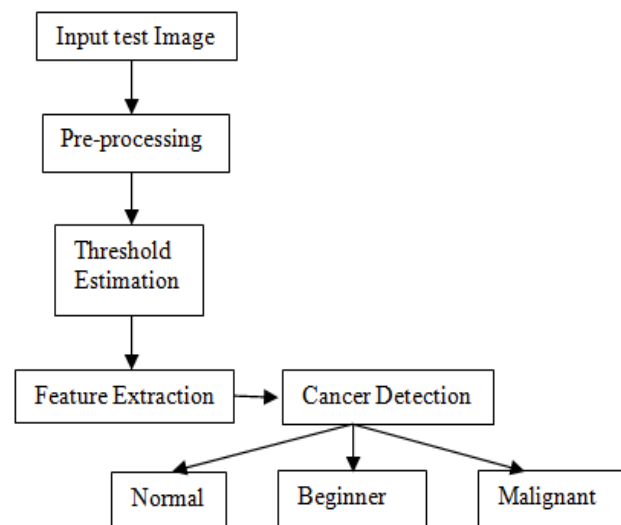 Input test Image
Pre-processing
Threshold
Estimation
Feature Extraction
Cancer Detection
Normal
Beginner
Malignant